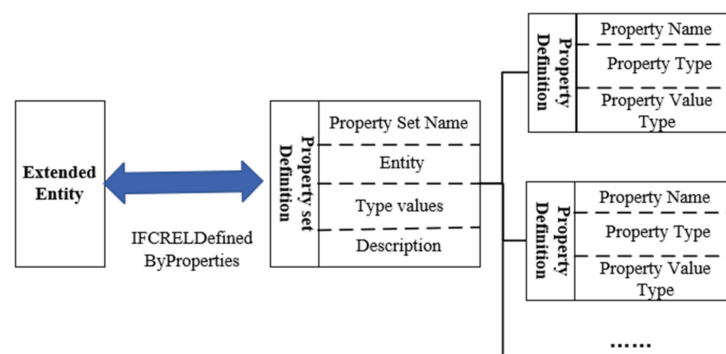 Extended
Entity
IFCRELDefined
ByProperties
Property set
Definition
Property Set Name
Entity
Type values
Description
Property
Definition
Property Name
Property Type
Property Value
Type
Property
Definition
Property Name
Property Type
Property Value
Type
......